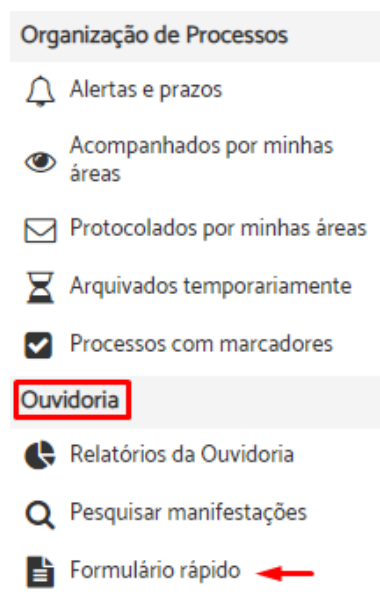 Organização de Processos
Alertas e prazos
Acompanhados por minhas
áreas
Protocolados por minhas áreas
Arquivados temporariamente
Processos com marcadores
Ouvidoria
Relatórios da Ouvidoria
Pesquisar manifestações
Formulário rápido